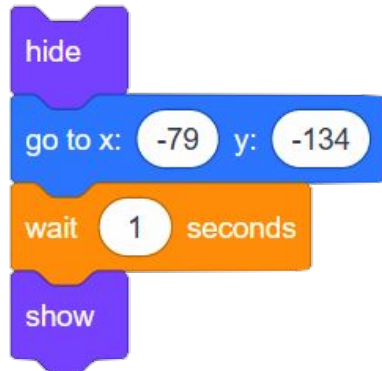 hide
go to x: -79 y: -134
wait 1 seconds
show